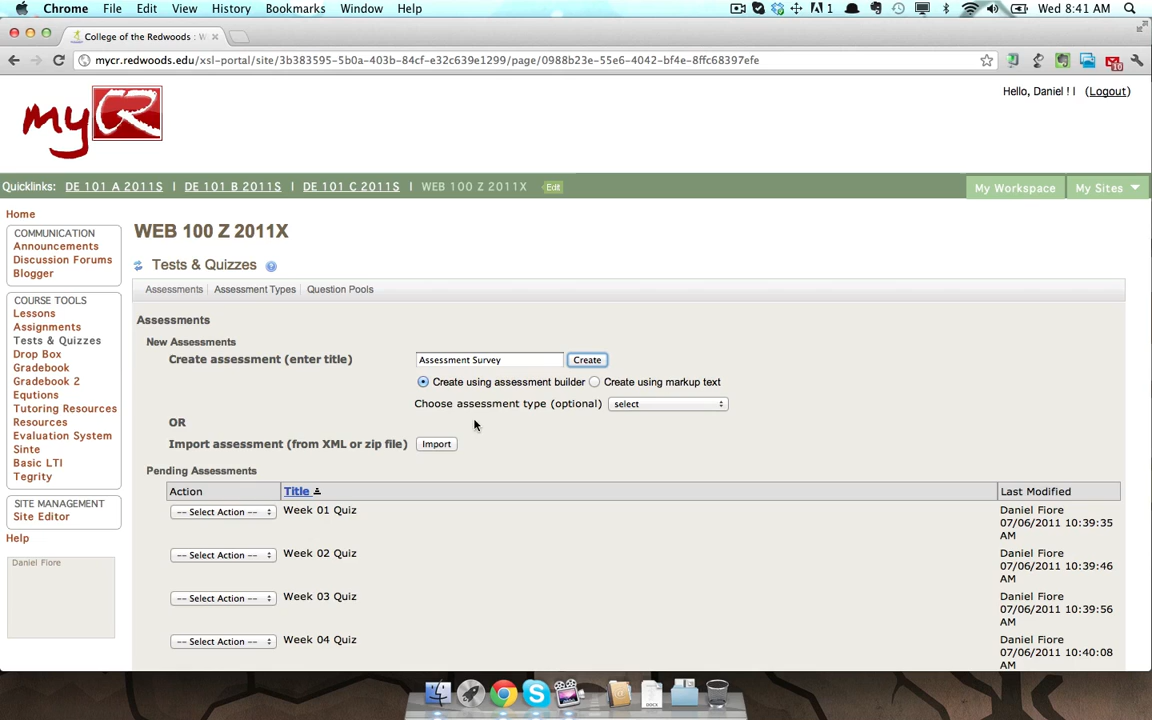 Chrome File Edit View History Bookmarks Window Help 1 Wed 8:41 AM
College of the Redwoods : W
mycr.redwoods.edu/xsl-portal/site/3b383595-5b0a-403b-84cf-e32c639e1299/page/0988b23e-55e6-4042-bf4e-8ffc68397efe
Hello, Daniel ! | (Logout)
my CR
Quicklinks: DE 101 A 2011S | DE 101 B 2011S | DE 101 C 2011S | WEB 100 Z 2011X Edit My Workspace My Sites
Home
COMMUNICATION
Announcements
Discussion Forums
Blogger
COURSE TOOLS
Lessons
Assignments
Tests & Quizzes
Drop Box
Gradebook
Gradebook 2
Equtions
Tutoring Resources
Resources
Evaluation System
Sinte
Basic LTI
Tegrity
SITE MANAGEMENT
Site Editor
Help
Daniel Fiore
WEB 100 Z 2011X
Tests & Quizzes ?
Assessments | Assessment Types | Question Pools
Assessments
New Assessments
Create assessment (enter title) Assessment Survey Create
Create using assessment builder Create using markup text
Choose assessment type (optional) select
OR
Import assessment (from XML or zip file) Import
Pending Assessments
Action Title Last Modified
-- Select Action -- Week 01 Quiz Daniel Fiore
07/06/2011 10:39:35
AM
-- Select Action -- Week 02 Quiz Daniel Fiore
07/06/2011 10:39:46
AM
-- Select Action -- Week 03 Quiz Daniel Fiore
07/06/2011 10:39:56
AM
-- Select Action -- Week 04 Quiz Daniel Fiore
07/06/2011 10:40:08
AM